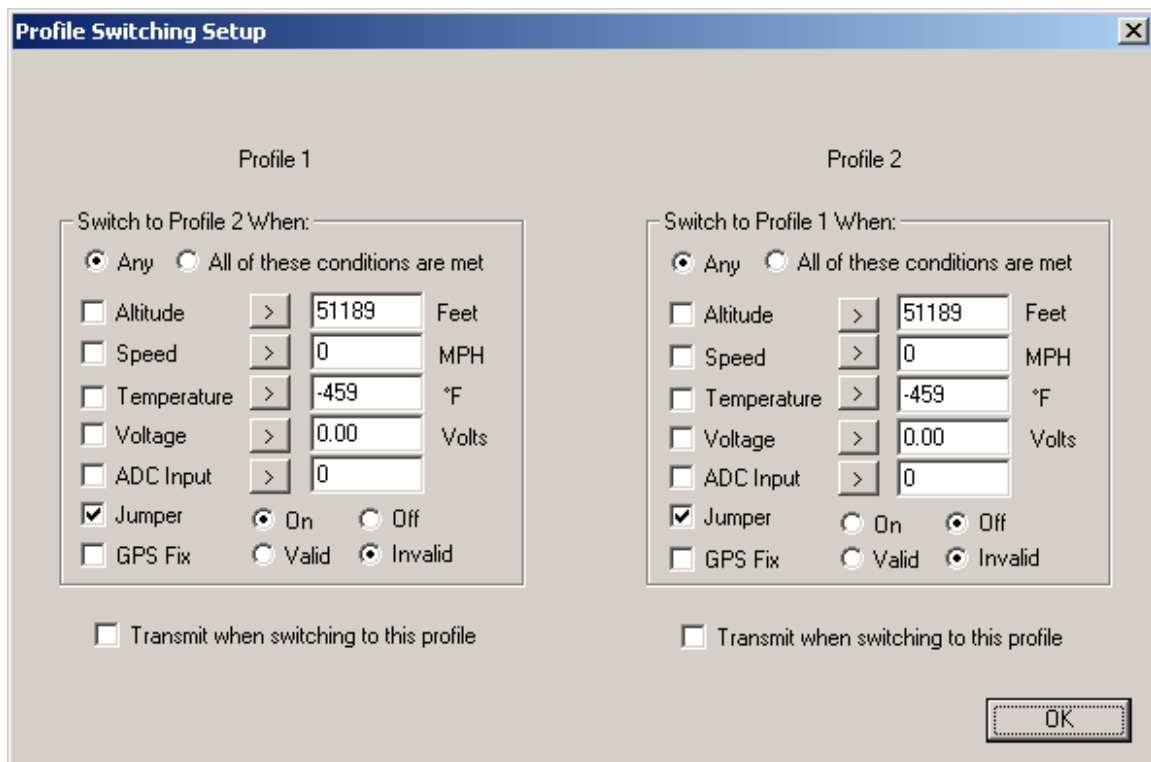 Profile Switching Setup
Profile 1
Switch to Profile 2 When:
Any All of these conditions are met
Altitude > 51189 Feet
Speed > 0 MPH
Temperature > -459 °F
Voltage > 0.00 Volts
ADC Input > 0
Jumper On Off
GPS Fix Valid Invalid
Transmit when switching to this profile
Profile 2
Switch to Profile 1 When:
Any All of these conditions are met
Altitude > 51189 Feet
Speed > 0 MPH
Temperature > -459 °F
Voltage > 0.00 Volts
ADC Input > 0
Jumper On Off
GPS Fix Valid Invalid
Transmit when switching to this profile
OK